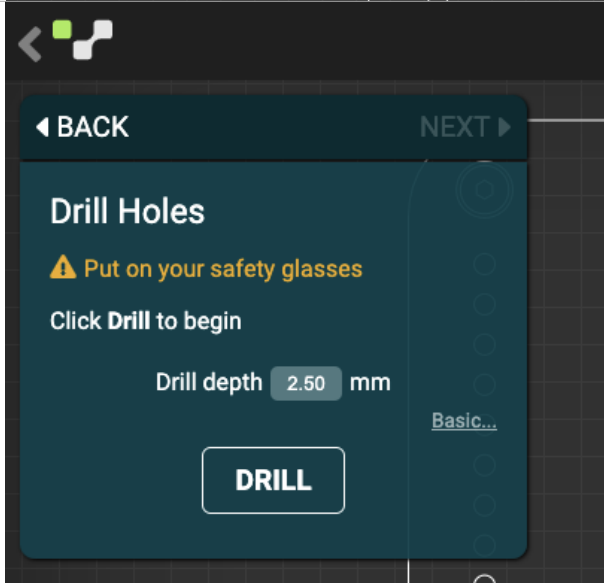 BACK
NEXT
Drill Holes
Put on your safety glasses
Click Drill to begin
Drill depth 2.50 mm
Basic...
DRILL